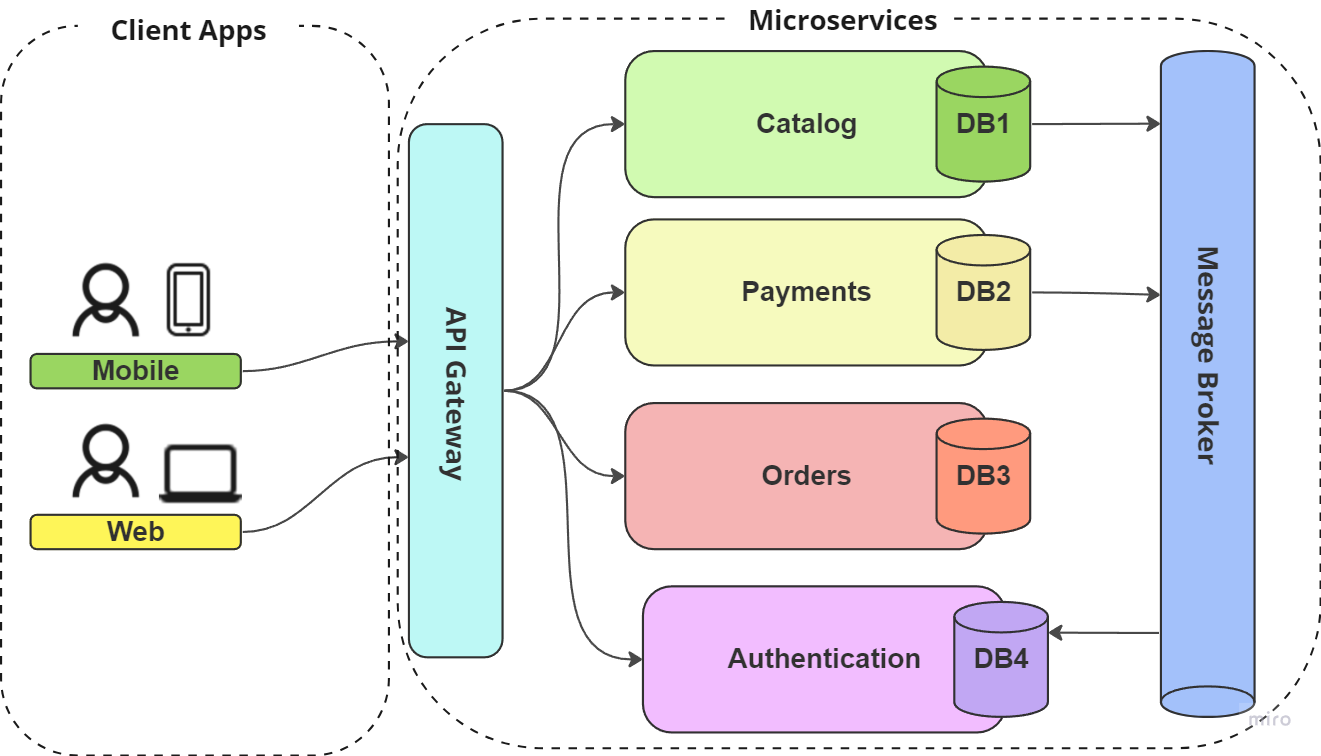 Client Apps
Microservices
Mobile
Web
API Gateway
Catalog
DB1
Payments
DB2
Orders
DB3
Authentication
DB4
Message Broker
miro